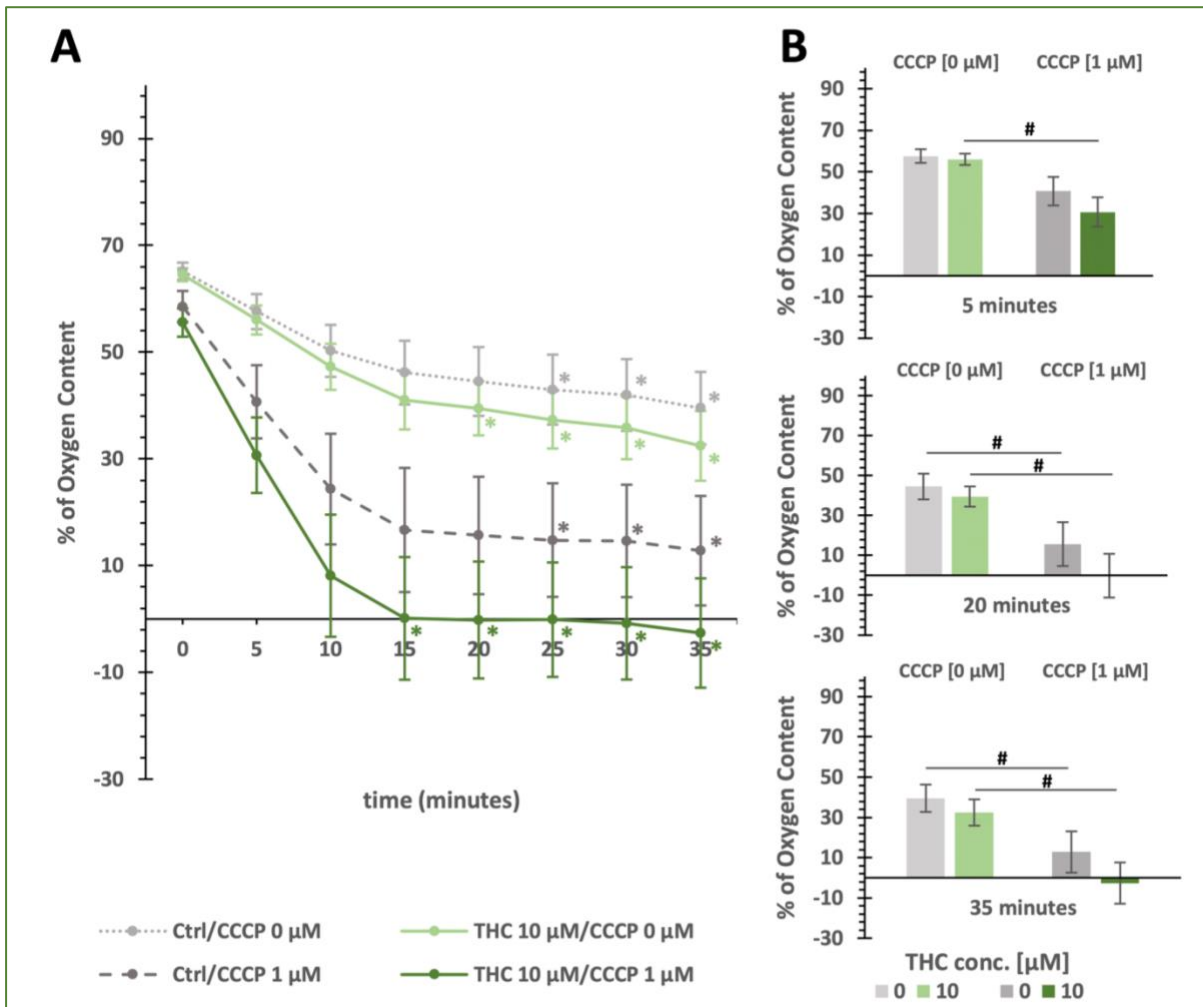 A
% of Oxygen Content
90
70
50
30
10
-10
-30
0 5 10 15 20 25 30 35
* * *
* * * *
* * *
* * * * *
time (minutes)
Ctrl/CCCP 0 µM
THC 10 µM/CCCP 0 µM
Ctrl/CCCP 1 µM
THC 10 µM/CCCP 1 µM
B
CCCP [0 µM] CCCP [1 µM]
% of Oxygen Content
90
70
50
30
10
-10
-30
#
5 minutes
CCCP [0 µM] CCCP [1 µM]
% of Oxygen Content
90
70
50
30
10
-10
-30
#
#
20 minutes
CCCP [0 µM] CCCP [1 µM]
% of Oxygen Content
90
70
50
30
10
-10
-30
#
#
35 minutes
THC conc. [µM]
0 10 0 10